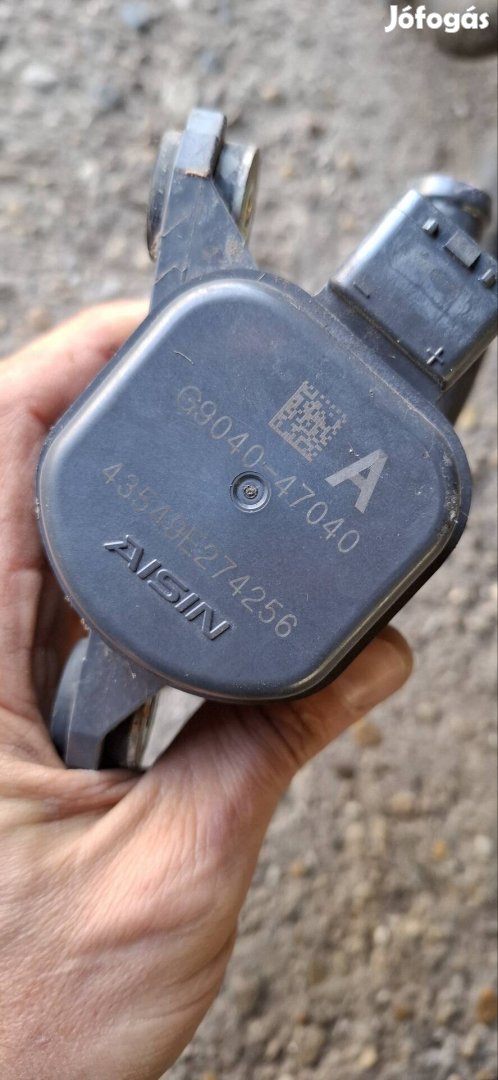 Jófogás
A
G9040-47040
43549E274256
AISIN
-
+